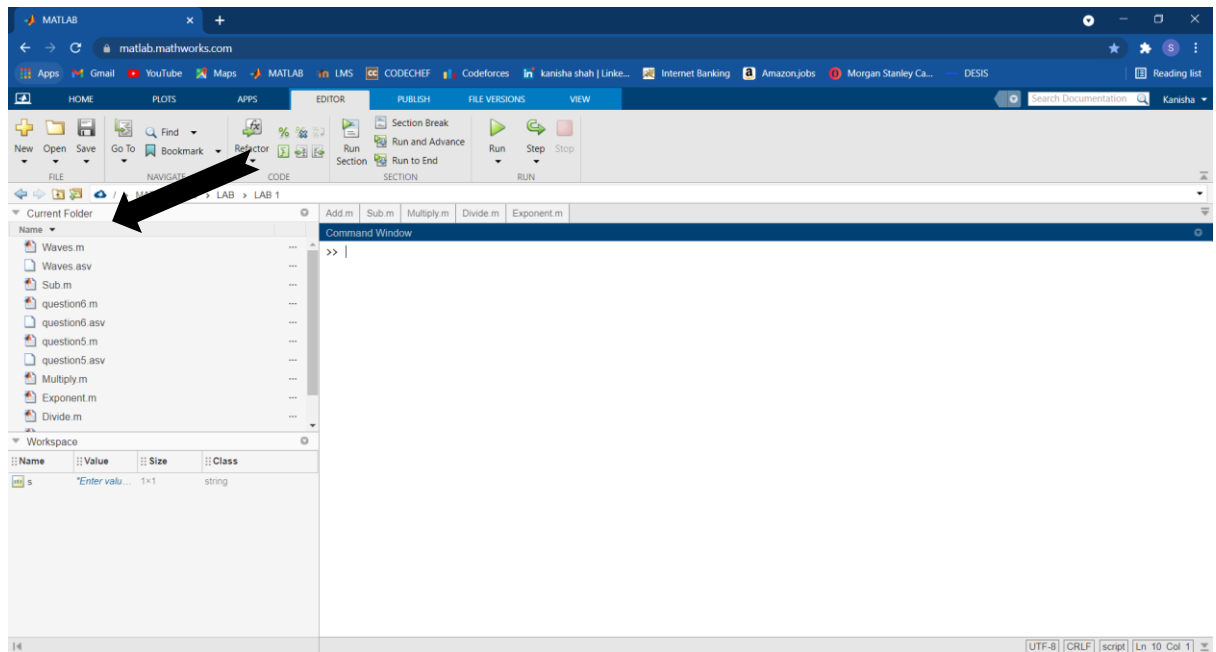 MATLAB
matlab.mathworks.com
Apps Gmail YouTube Maps MATLAB LMS CODECHEF Codeforces kanisha shah | Linke... Internet Banking Amazon.jobs Morgan Stanley Ca... DESIS Reading list
HOME PLOTS APPS EDITOR PUBLISH FILE VERSIONS VIEW Search Documentation Kanisha
New Open Save Go To Find Bookmark Refactor Run Section Section Break Run and Advance Run to End Run Step Stop
FILE NAVIGATE CODE SECTION RUN
/ › LAB › LAB 1
Current Folder
Name
Waves.m
Waves.asv
Sub.m
question6.m
question6.asv
question5.m
question5.asv
Multiply.m
Exponent.m
Divide.m
Workspace
Name Value Size Class
s "Enter valu... 1×1 string
Add.m Sub.m Multiply.m Divide.m Exponent.m
Command Window
>>
UTF-8 CRLF script Ln 10 Col 1